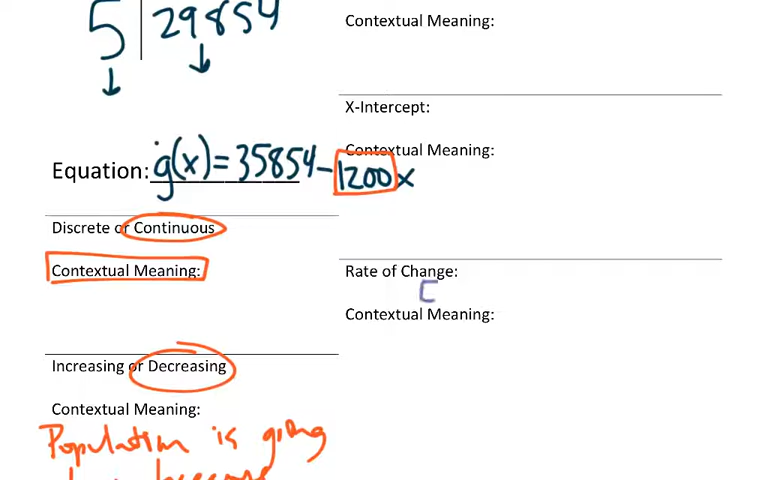 5 | 29854
Contextual Meaning:
X-Intercept:
Contextual Meaning:
Equation: g(x) = 35854 - 1200x
Discrete or Continuous
Contextual Meaning:
Rate of Change:
Contextual Meaning:
Increasing or Decreasing
Contextual Meaning:
Population is going
because